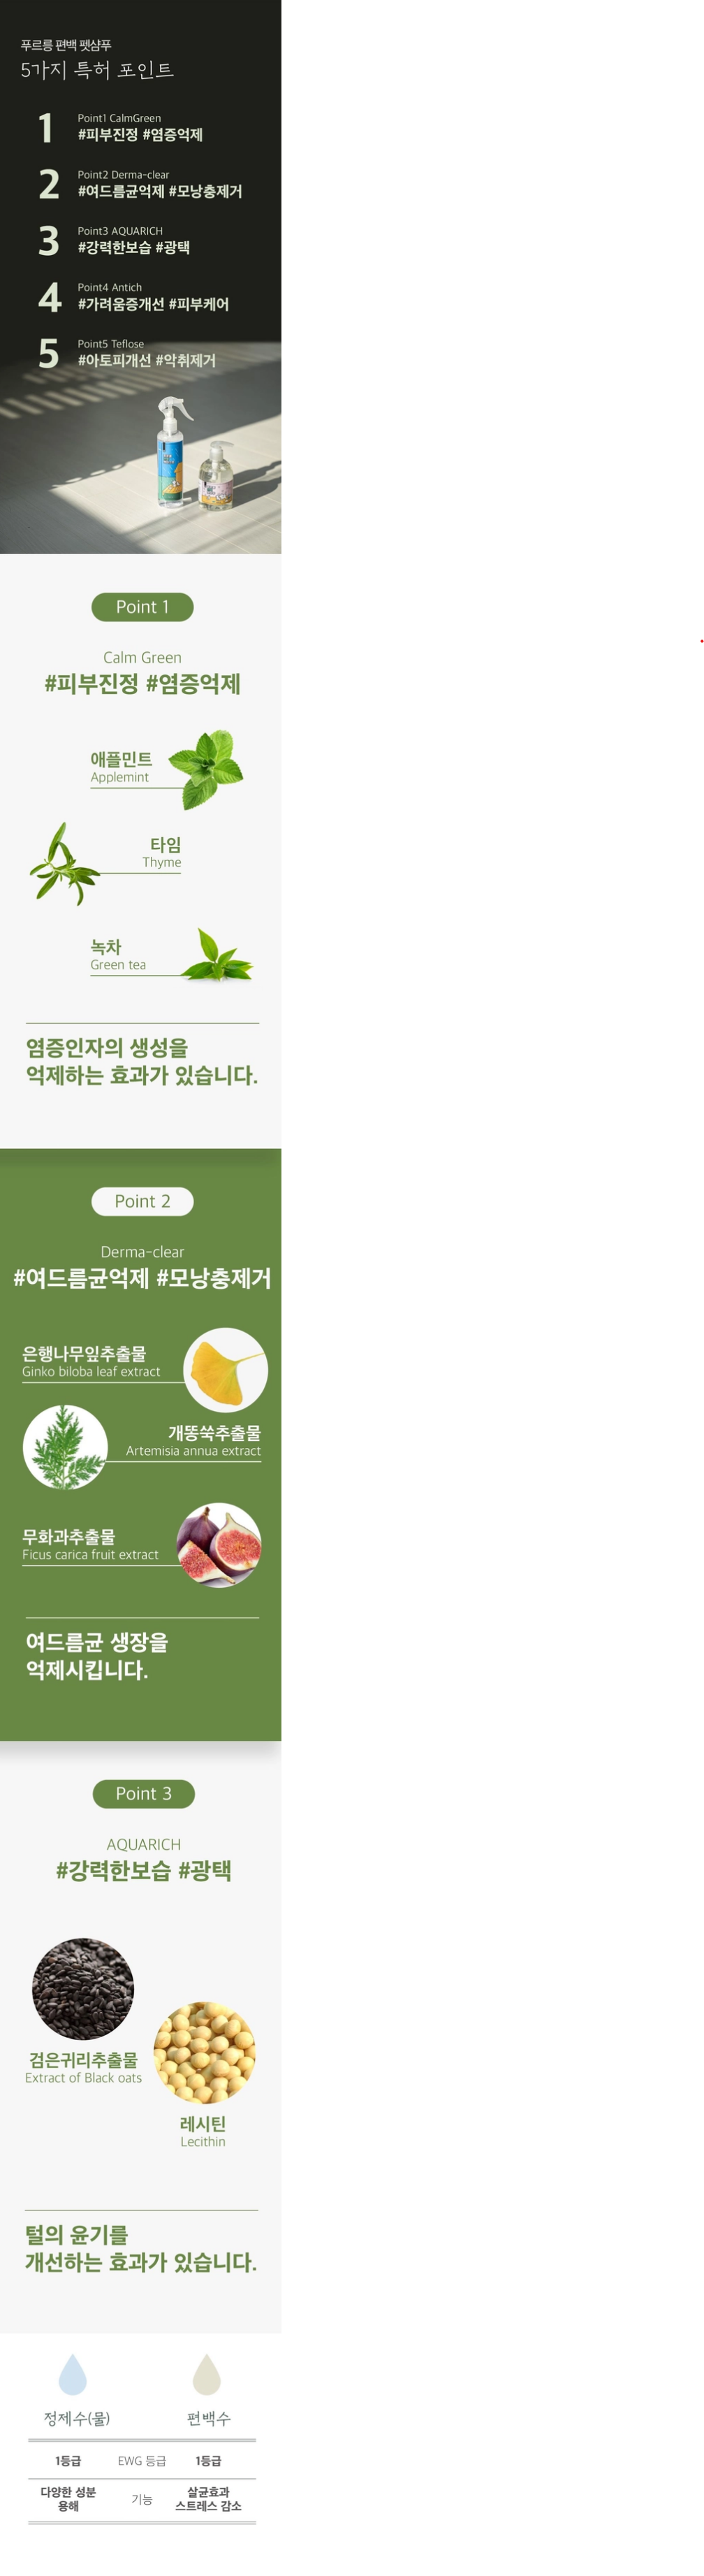 푸르릉 편백 펫샴푸
5가지 특허 포인트
1
Point1 CalmGreen
#피부진정 #염증억제
2
Point2 Derma-clear
#여드름균억제 #모낭충제거
3
Point3 AQUARICH
#강력한보습 #광택
4
Point4 Antich
#가려움증개선 #피부케어
5
Point5 Teflose
#아토피개선 #악취제거
Point 1
Calm Green
#피부진정 #염증억제
애플민트
Applemint
타임
Thyme
녹차
Green tea
염증인자의 생성을
억제하는 효과가 있습니다.
Point 2
Derma-clear
#여드름균억제 #모낭충제거
은행나무잎추출물
Ginko biloba leaf extract
개똥쑥추출물
Artemisia annua extract
무화과추출물
Ficus carica fruit extract
여드름균 생장을
억제시킵니다.
Point 3
AQUARICH
#강력한보습 #광택
검은귀리추출물
Extract of Black oats
레시틴
Lecithin
털의 윤기를
개선하는 효과가 있습니다.
정제수(물) 편백수
1등급 EWG 등급 1등급
다양한 성분
용해
기능
살균효과
스트레스 감소